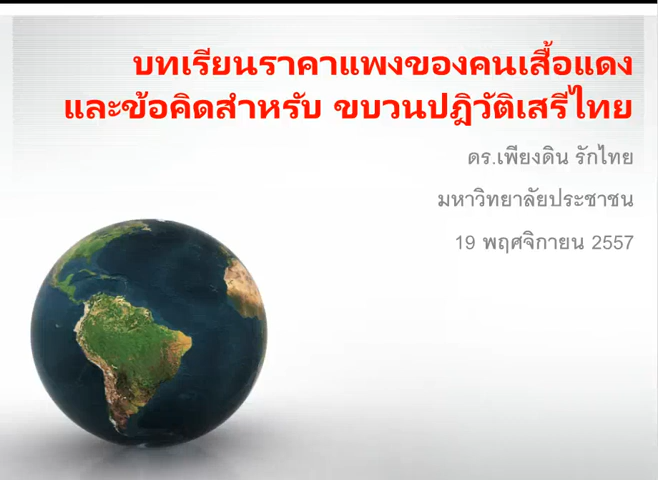 บทเรียนราคาแพงของคนเสื้อแดง
และข้อคิดสำหรับ ขบวนปฎิวัติเสรีไทย
ดร.เพียงดิน รักไทย
มหาวิทยาลัยประชาชน
19 พฤศจิกายน 2557